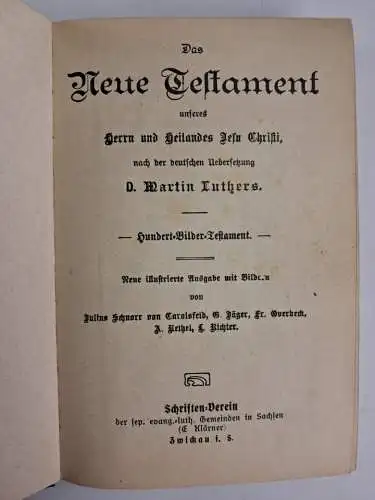 Das
Neue Testament
unseres
Herrn und Heilandes Jesu Christi,
nach der deutschen Uebersetzung
D. Martin Luthers.
— Hundert-Bilder-Testament. —
Neue illustrierte Ausgabe mit Bildern
von
Julius Schnorr von Carolsfeld, G. Jäger, Fr. Overbeck,
A. Rethel, L. Richter.
Schriften-Verein
der sep. evang.-luth. Gemeinden in Sachsen
(E Klärner)
Zwickau i. S.